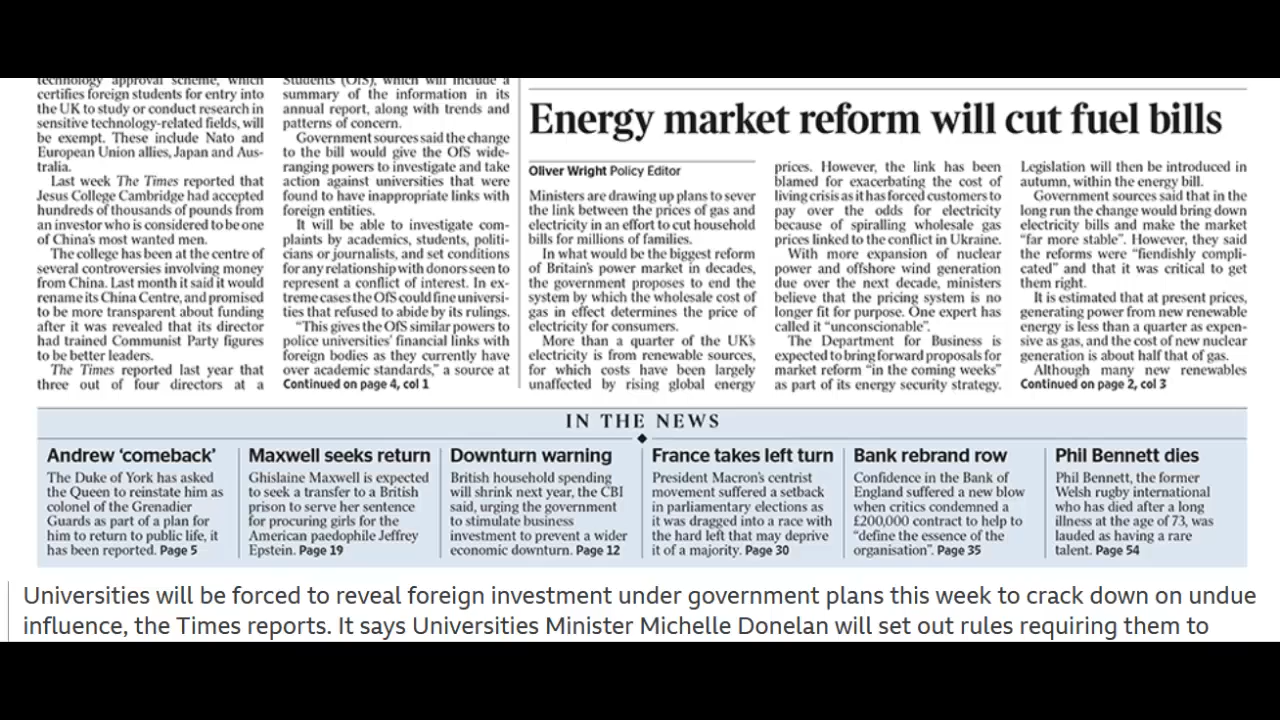 technology approval scheme, which
certifies foreign students for entry into
the UK to study or conduct research in
sensitive technology-related fields, will
be exempt. These include Nato and
European Union allies, Japan and Aus-
tralia.
Last week The Times reported that
Jesus College Cambridge had accepted
hundreds of thousands of pounds from
an investor who is considered to be one
of China's most wanted men.
The college has been at the centre of
several controversies involving money
from China. Last month it said it would
rename its China Centre, and promised
to be more transparent about funding
after it was revealed that its director
had trained Communist Party figures
to be better leaders.
The Times reported last year that
three out of four directors at a
Students (OfS), which will include a
summary of the information in its
annual report, along with trends and
patterns of concern.
Government sources said the change
to the bill would give the OfS wide-
ranging powers to investigate and take
action against universities that were
found to have inappropriate links with
foreign entities.
It will be able to investigate com-
plaints by academics, students, politi-
cians or journalists, and set conditions
for any relationship with donors seen to
represent a conflict of interest. In ex-
treme cases the OfS could fine universi-
ties that refused to abide by its rulings.
"This gives the OfS similar powers to
police universities' financial links with
foreign bodies as they currently have
over academic standards," a source at
Continued on page 4, col 1
Energy market reform will cut fuel bills
Oliver Wright Policy Editor
Ministers are drawing up plans to sever
the link between the prices of gas and
electricity in an effort to cut household
bills for millions of families.
In what would be the biggest reform
of Britain's power market in decades,
the government proposes to end the
system by which the wholesale cost of
gas in effect determines the price of
electricity for consumers.
More than a quarter of the UK's
electricity is from renewable sources,
for which costs have been largely
unaffected by rising global energy
prices. However, the link has been
blamed for exacerbating the cost of
living crisis as it has forced customers to
pay over the odds for electricity
because of spiralling wholesale gas
prices linked to the conflict in Ukraine.
With more expansion of nuclear
power and offshore wind generation
due over the next decade, ministers
believe that the pricing system is no
longer fit for purpose. One expert has
called it "unconscionable".
The Department for Business is
expected to bring forward proposals for
market reform "in the coming weeks"
as part of its energy security strategy.
Legislation will then be introduced in
autumn, within the energy bill.
Government sources said that in the
long run the change would bring down
electricity bills and make the market
"far more stable". However, they said
the reforms were "fiendishly compli-
cated" and that it was critical to get
them right.
It is estimated that at present prices,
generating power from new renewable
energy is less than a quarter as expen-
sive as gas, and the cost of new nuclear
generation is about half that of gas.
Although many new renewables
Continued on page 2, col 3
IN THE NEWS
Andrew 'comeback'
The Duke of York has asked
the Queen to reinstate him as
colonel of the Grenadier
Guards as part of a plan for
him to return to public life, it
has been reported. Page 5
Maxwell seeks return
Ghislaine Maxwell is expected
to seek a transfer to a British
prison to serve her sentence
for procuring girls for the
American paedophile Jeffrey
Epstein. Page 19
Downturn warning
British household spending
will shrink next year, the CBI
said, urging the government
to stimulate business
investment to prevent a wider
economic downturn. Page 12
France takes left turn
President Macron's centrist
movement suffered a setback
in parliamentary elections as
it was dragged into a race with
the hard left that may deprive
it of a majority. Page 30
Bank rebrand row
Confidence in the Bank of
England suffered a new blow
when critics condemned a
£200,000 contract to help to
"define the essence of the
organisation". Page 35
Phil Bennett dies
Phil Bennett, the former
Welsh rugby international
who has died after a long
illness at the age of 73, was
lauded as having a rare
talent. Page 54
Universities will be forced to reveal foreign investment under government plans this week to crack down on undue
influence, the Times reports. It says Universities Minister Michelle Donelan will set out rules requiring them to